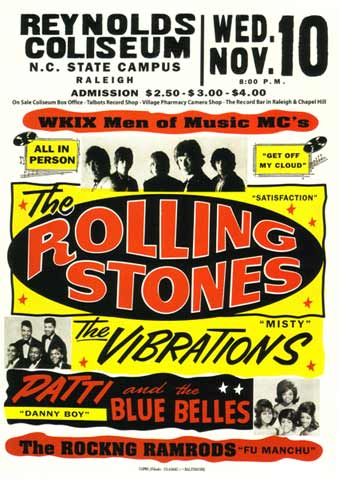 REYNOLDS
COLISEUM
N.C. STATE CAMPUS
RALEIGH
WED.
NOV. 10
8:00 P.M.
ADMISSION $2.50-$3.00-$4.00
On Sale Coliseum Box Office · Talbots Record Shop · Village Pharmacy Camera Shop · The Record Bar in Raleigh & Chapel Hill
WKIX Men of Music MC's
ALL IN
PERSON
"GET OFF
MY CLOUD"
"SATISFACTION"
The
ROLLING
STONES
The
VIBRATIONS
"MISTY"
PATTI and the
"DANNY BOY"
BLUE BELLES
The ROCKNG RAMRODS "FU MANCHU"